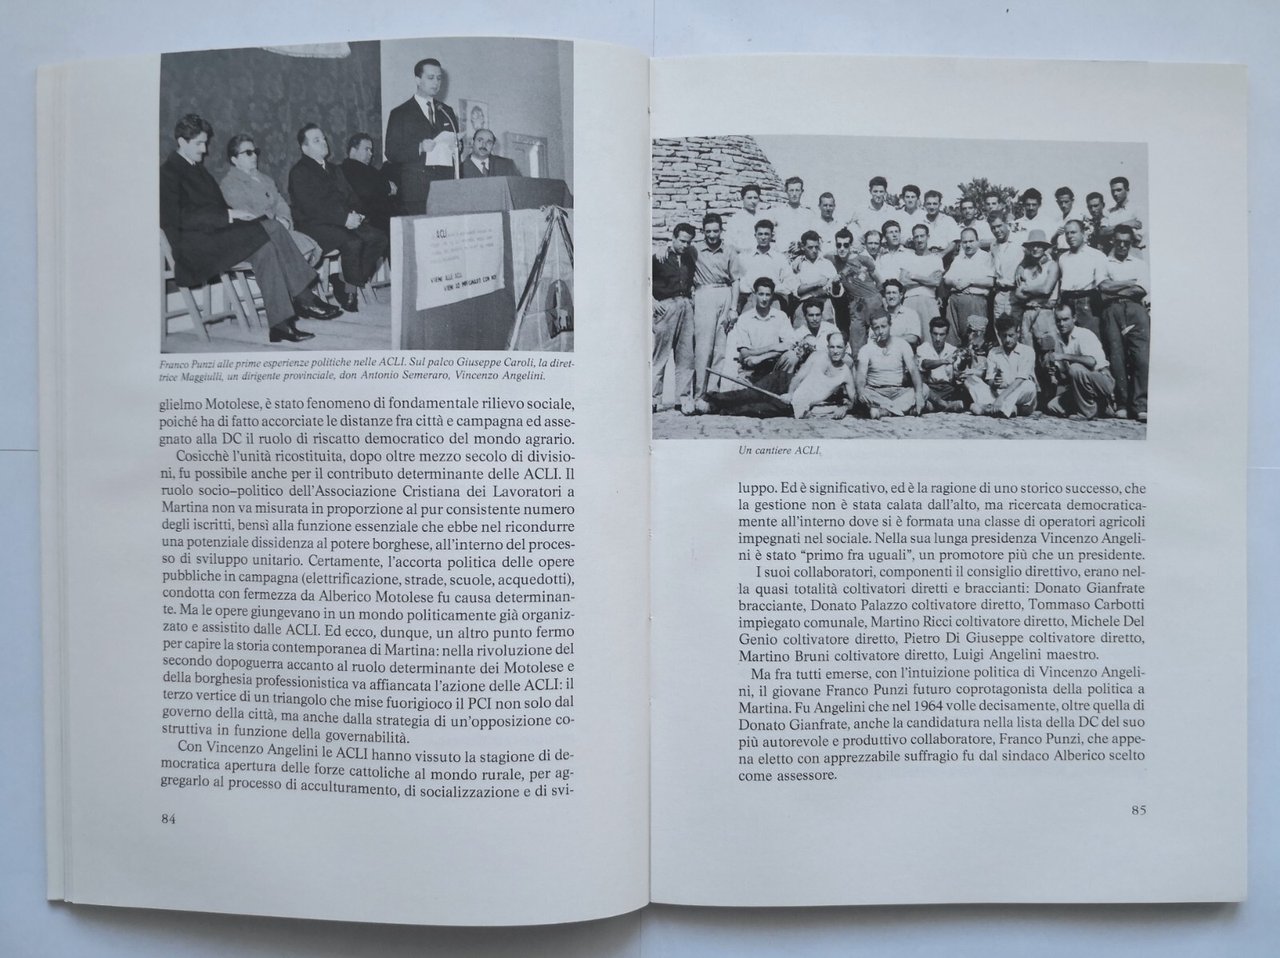 ACLI
VIENI ALLE ACLI
Franco Punzi alle prime esperienze politiche nelle ACLI. Sul palco Giuseppe Caroli, la diret-
trice Maggiulli, un dirigente provinciale, don Antonio Semeraro, Vincenzo Angelini.
glielmo Motolese, è stato fenomeno di fondamentale rilievo sociale,
poiché ha di fatto accorciate le distanze fra città e campagna ed asse-
gnato alla DC il ruolo di riscatto democratico del mondo agrario.
Cosicchè l'unità ricostituita, dopo oltre mezzo secolo di divisio-
ni, fu possibile anche per il contributo determinante delle ACLI. Il
ruolo socio–politico dell'Associazione Cristiana dei Lavoratori a
Martina non va misurata in proporzione al pur consistente numero
degli iscritti, bensì alla funzione essenziale che ebbe nel ricondurre
una potenziale dissidenza al potere borghese, all'interno del proces-
so di sviluppo unitario. Certamente, l'accorta politica delle opere
pubbliche in campagna (elettrificazione, strade, scuole, acquedotti),
condotta con fermezza da Alberico Motolese fu causa determinan-
te. Ma le opere giungevano in un mondo politicamente già organiz-
zato e assistito dalle ACLI. Ed ecco, dunque, un altro punto fermo
per capire la storia contemporanea di Martina: nella rivoluzione del
secondo dopoguerra accanto al ruolo determinante dei Motolese e
della borghesia professionistica va affiancata l'azione delle ACLI: il
terzo vertice di un triangolo che mise fuorigioco il PCI non solo dal
governo della città, ma anche dalla strategia di un'opposizione co-
struttiva in funzione della governabilità.
Con Vincenzo Angelini le ACLI hanno vissuto la stagione di de-
mocratica apertura delle forze cattoliche al mondo rurale, per ag-
gregarlo al processo di acculturamento, di socializzazione e di svi-
84
Un cantiere ACLI.
luppo. Ed è significativo, ed è la ragione di uno storico successo, che
la gestione non è stata calata dall'alto, ma ricercata democratica-
mente all'interno dove si è formata una classe di operatori agricoli
impegnati nel sociale. Nella sua lunga presidenza Vincenzo Angeli-
ni è stato "primo fra uguali", un promotore più che un presidente.
I suoi collaboratori, componenti il consiglio direttivo, erano nel-
la quasi totalità coltivatori diretti e braccianti: Donato Gianfrate
bracciante, Donato Palazzo coltivatore diretto, Tommaso Carbotti
impiegato comunale, Martino Ricci coltivatore diretto, Michele Del
Genio coltivatore diretto, Pietro Di Giuseppe coltivatore diretto,
Martino Bruni coltivatore diretto, Luigi Angelini maestro.
Ma fra tutti emerse, con l'intuizione politica di Vincenzo Angeli-
ni, il giovane Franco Punzi futuro coprotagonista della politica a
Martina. Fu Angelini che nel 1964 volle decisamente, oltre quella di
Donato Gianfrate, anche la candidatura nella lista della DC del suo
più autorevole e produttivo collaboratore, Franco Punzi, che appe-
na eletto con apprezzabile suffragio fu dal sindaco Alberico scelto
come assessore.
85